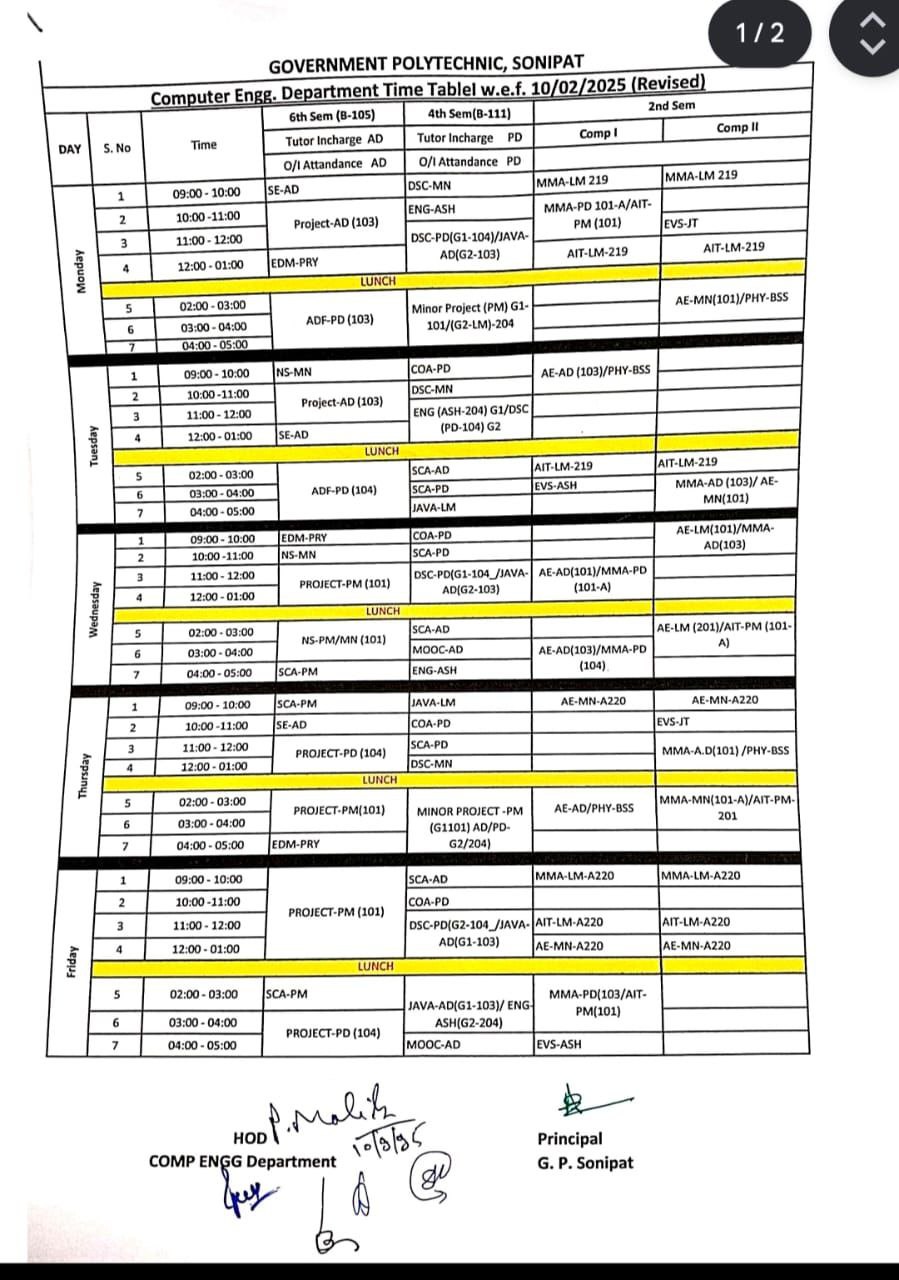 1 / 2
GOVERNMENT POLYTECHNIC, SONIPAT
Computer Engg. Department Time Tablel w.e.f. 10/02/2025 (Revised)
DAY S. No Time 6th Sem (B-105) 4th Sem(B-111) 2nd Sem
Tutor Incharge AD Tutor Incharge PD Comp I Comp II
O/I Attandance AD O/I Attandance PD
Monday
1 09:00 - 10:00 SE-AD DSC-MN MMA-LM 219 MMA-LM 219
2 10:00 -11:00 Project-AD (103) ENG-ASH MMA-PD 101-A/AIT-
PM (101) EVS-JT
3 11:00 - 12:00 DSC-PD(G1-104)/JAVA-
AD(G2-103) AIT-LM-219 AIT-LM-219
4 12:00 - 01:00 EDM-PRY
LUNCH
5 02:00 - 03:00 ADF-PD (103) Minor Project (PM) G1-
101/(G2-LM)-204 AE-MN(101)/PHY-BSS
6 03:00 - 04:00
7 04:00 - 05:00
Tuesday
1 09:00 - 10:00 NS-MN COA-PD AE-AD (103)/PHY-BSS
2 10:00 -11:00 Project-AD (103) DSC-MN
3 11:00 - 12:00 ENG (ASH-204) G1/DSC
(PD-104) G2
4 12:00 - 01:00 SE-AD
LUNCH
5 02:00 - 03:00 ADF-PD (104) SCA-AD AIT-LM-219 AIT-LM-219
6 03:00 - 04:00 SCA-PD EVS-ASH MMA-AD (103)/ AE-
MN(101)
7 04:00 - 05:00 JAVA-LM
Wednesday
1 09:00 - 10:00 EDM-PRY COA-PD AE-LM(101)/MMA-
AD(103)
2 10:00 -11:00 NS-MN SCA-PD
3 11:00 - 12:00 PROJECT-PM (101) DSC-PD(G1-104_/JAVA-
AD(G2-103) AE-AD(101)/MMA-PD
(101-A)
4 12:00 - 01:00
LUNCH
5 02:00 - 03:00 NS-PM/MN (101) SCA-AD AE-LM (201)/AIT-PM (101-
A)
6 03:00 - 04:00 MOOC-AD AE-AD(103)/MMA-PD
(104)
7 04:00 - 05:00 SCA-PM ENG-ASH
Thursday
1 09:00 - 10:00 SCA-PM JAVA-LM AE-MN-A220 AE-MN-A220
2 10:00 -11:00 SE-AD COA-PD EVS-JT
3 11:00 - 12:00 PROJECT-PD (104) SCA-PD MMA-A.D(101) /PHY-BSS
4 12:00 - 01:00 DSC-MN
LUNCH
5 02:00 - 03:00 PROJECT-PM(101) MINOR PROJECT -PM
(G1101) AD/PD-
G2/204) AE-AD/PHY-BSS MMA-MN(101-A)/AIT-PM-
201
6 03:00 - 04:00
7 04:00 - 05:00 EDM-PRY
Friday
1 09:00 - 10:00 PROJECT-PM (101) SCA-AD MMA-LM-A220 MMA-LM-A220
2 10:00 -11:00 COA-PD
3 11:00 - 12:00 DSC-PD(G2-104_/JAVA-
AD(G1-103) AIT-LM-A220 AIT-LM-A220
4 12:00 - 01:00 AE-MN-A220 AE-MN-A220
LUNCH
5 02:00 - 03:00 SCA-PM JAVA-AD(G1-103)/ ENG-
ASH(G2-204) MMA-PD(103/AIT-
PM(101)
6 03:00 - 04:00 PROJECT-PD (104)
7 04:00 - 05:00 MOOC-AD EVS-ASH
P. Malik
HOD
COMP ENGG Department
Principal
G. P. Sonipat